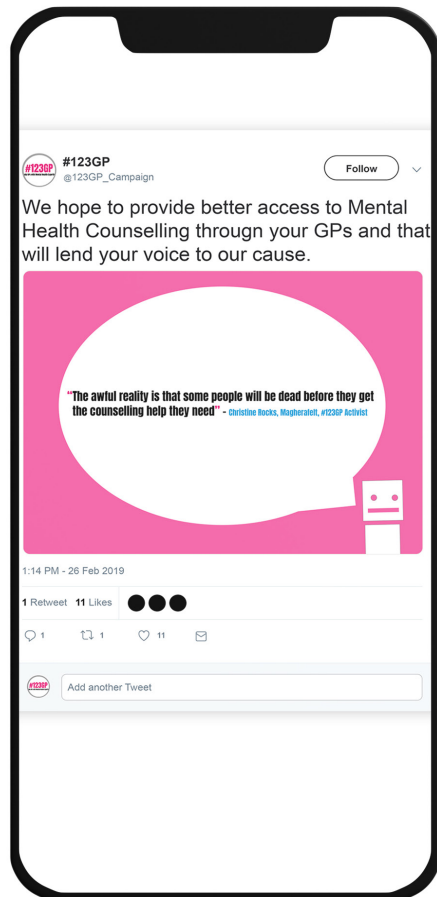 #123GP
#123GP
@123GP_Campaign
Follow
We hope to provide better access to Mental
Health Counselling througn your GPs and that
will lend your voice to our cause.
"The awful reality is that some people will be dead before they get
the counselling help they need" - Christine Rocks, Magherafelt, #123GP Activist
1:14 PM - 26 Feb 2019
1 Retweet 11 Likes
1 1 11
#123GP
Add another Tweet